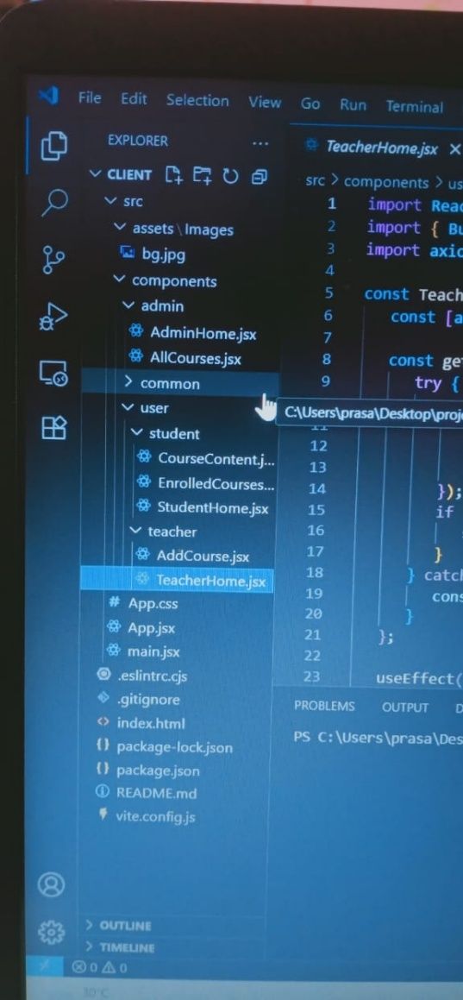 File Edit Selection View Go Run Terminal
EXPLORER ...
CLIENT
src
assets\Images
bg.jpg
components
admin
AdminHome.jsx
AllCourses.jsx
common
user
student
CourseContent.j...
EnrolledCourses...
StudentHome.jsx
teacher
AddCourse.jsx
TeacherHome.jsx
# App.css
App.jsx
main.jsx
.eslintrc.cjs
.gitignore
<> index.html
{} package-lock.json
{} package.json
README.md
vite.config.js
OUTLINE
TIMELINE
0 0
30°C
TeacherHome.jsx ×
src > components > us
1 import Reac
2 import { Bu
3 import axio
4
5 const Teach
6 const [a
7
8 const get
9 try {
C:\Users\prasa\Desktop\proj
11
12
13
14 });
15 if
16
17 }
18 } catc
19 cons
20 }
21 };
22
23 useEffect(
PROBLEMS OUTPUT D
PS C:\Users\prasa\Des